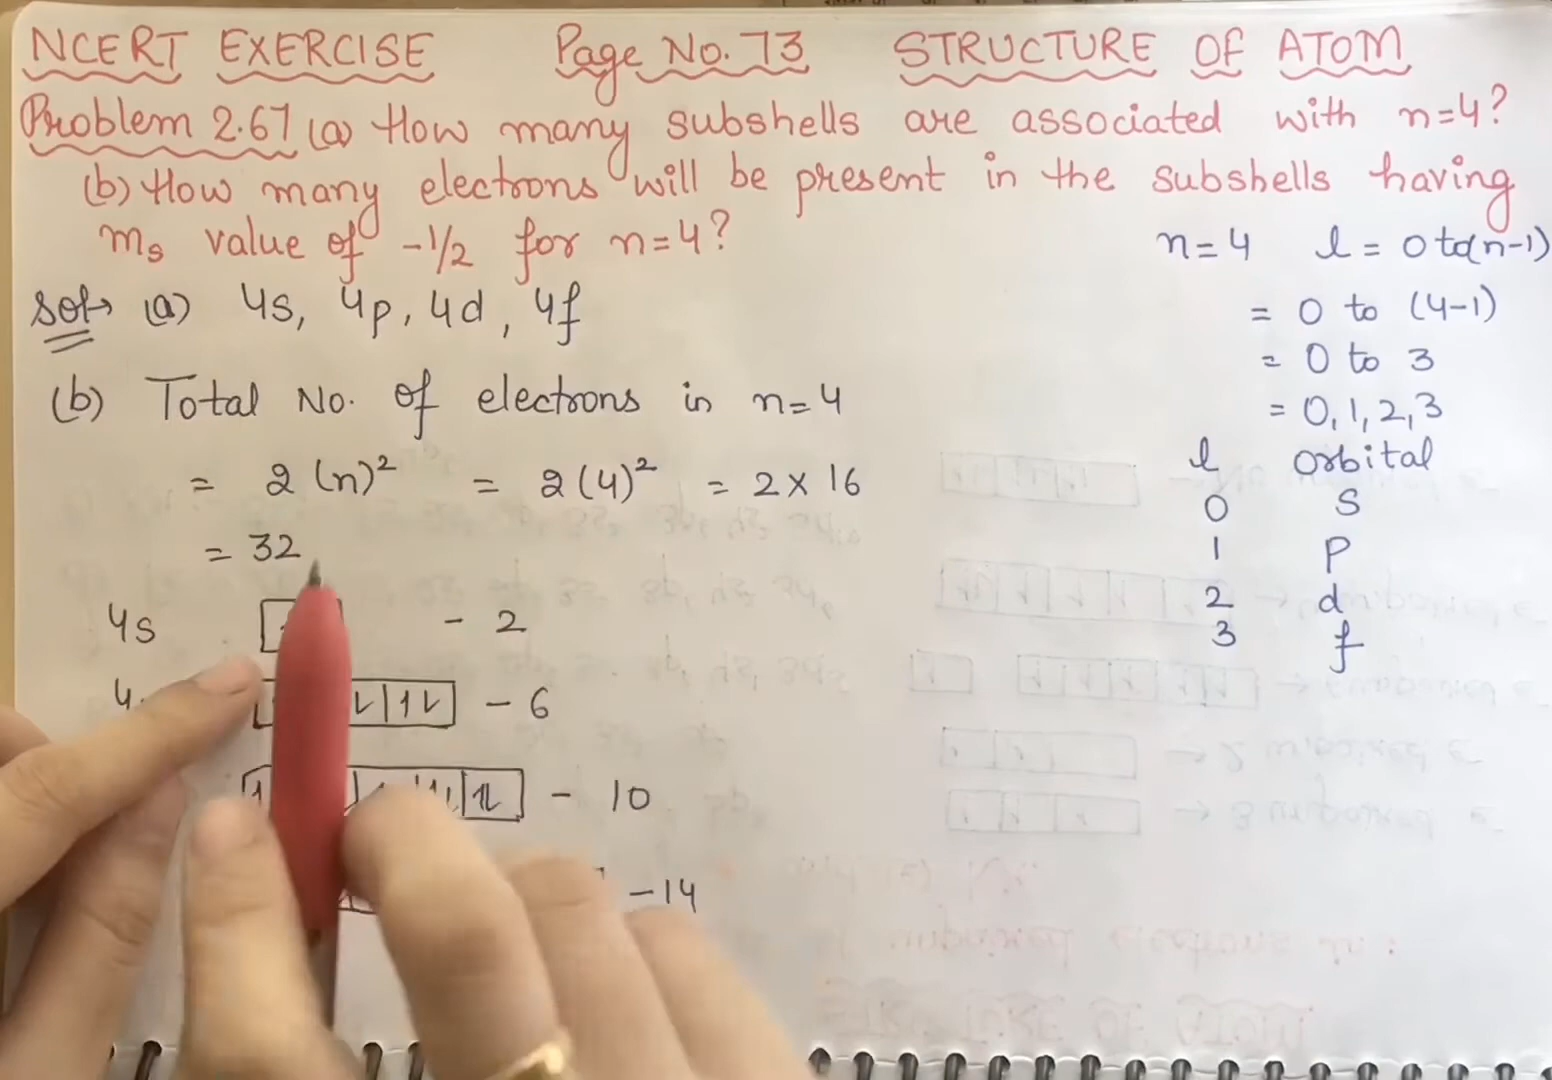 NCERT EXERCISE Page No. 73 STRUCTURE OF ATOM
Problem 2.67 (a) How many subshells are associated with n=4?
(b) How many electrons will be present in the subshells having
ms value of -1/2 for n=4?
n=4 l = 0 to (n-1)
= 0 to (4-1)
= 0 to 3
= 0, 1, 2, 3
l orbital
0 S
1 p
2 d
3 f
Sol→ (a) 4s, 4p, 4d, 4f
(b) Total No. of electrons in n=4
= 2 (n)² = 2 (4)² = 2 × 16
= 32
4s - 2
4 - 6
- 10
- 14